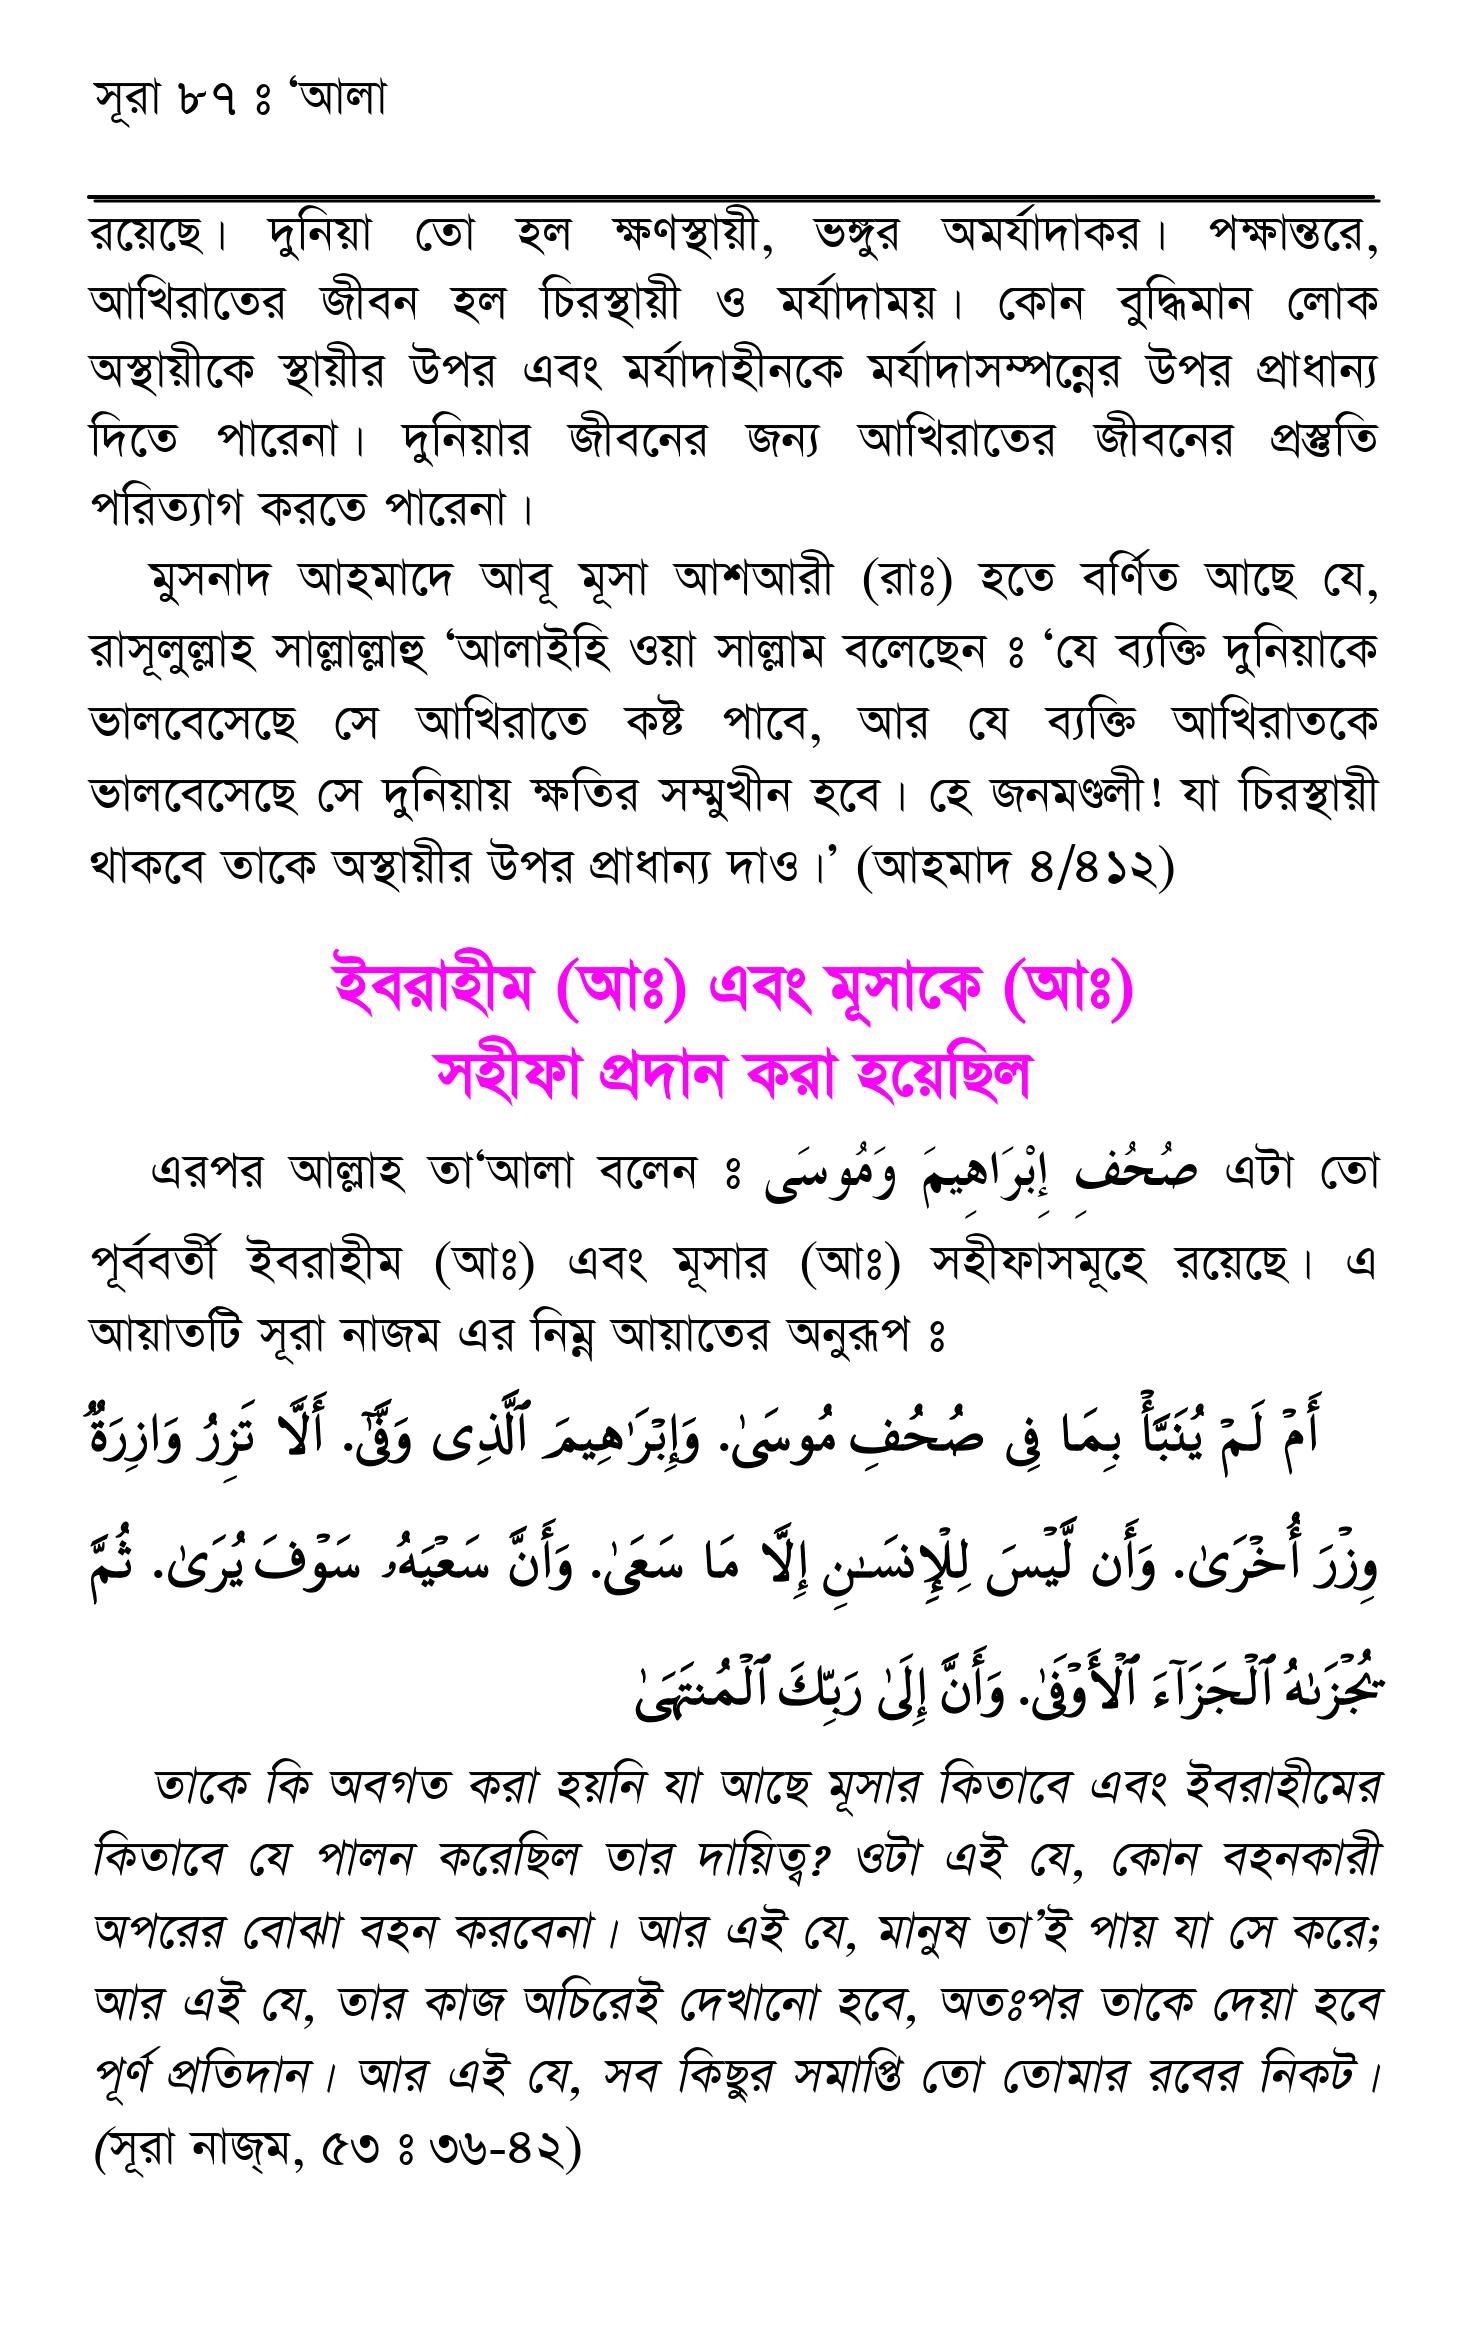 সূরা ৮৭ ঃ ‘আলা
রয়েছে। দুনিয়া তো হল ক্ষণস্থায়ী, ভঙ্গুর অমর্যাদাকর। পক্ষান্তরে,
আখিরাতের জীবন হল চিরস্থায়ী ও মর্যাদাময়। কোন বুদ্ধিমান লোক
অস্থায়ীকে স্থায়ীর উপর এবং মর্যাদাহীনকে মর্যাদাসম্পন্নের উপর প্রাধান্য
দিতে পারেনা। দুনিয়ার জীবনের জন্য আখিরাতের জীবনের প্রস্তুতি
পরিত্যাগ করতে পারেনা।
মুসনাদ আহমাদে আবূ মূসা আশআরী (রাঃ) হতে বর্ণিত আছে যে,
রাসূলুল্লাহ সাল্লাল্লাহু ‘আলাইহি ওয়া সাল্লাম বলেছেন ঃ ‘যে ব্যক্তি দুনিয়াকে
ভালবেসেছে সে আখিরাতে কষ্ট পাবে, আর যে ব্যক্তি আখিরাতকে
ভালবেসেছে সে দুনিয়ায় ক্ষতির সম্মুখীন হবে। হে জনমণ্ডলী! যা চিরস্থায়ী
থাকবে তাকে অস্থায়ীর উপর প্রাধান্য দাও।’ (আহমাদ ৪/৪১২)
ইবরাহীম (আঃ) এবং মূসাকে (আঃ)
সহীফা প্রদান করা হয়েছিল
এরপর আল্লাহ তা‘আলা বলেন ঃ صُحُفِ إِبْرَاهِيمَ وَمُوسَى এটা তো
পূর্ববর্তী ইবরাহীম (আঃ) এবং মূসার (আঃ) সহীফাসমূহে রয়েছে। এ
আয়াতটি সূরা নাজম এর নিম্ন আয়াতের অনুরূপ ঃ
أَمْ لَمْ يُنَبَّأْ بِمَا فِى صُحُفِ مُوسَىٰ. وَإِبْرَٰهِيمَ ٱلَّذِى وَفَّىٰٓ. أَلَّا تَزِرُ وَازِرَةٌ
وِزْرَ أُخْرَىٰ. وَأَن لَّيْسَ لِلْإِنسَـٰنِ إِلَّا مَا سَعَىٰ. وَأَنَّ سَعْيَهُۥ سَوْفَ يُرَىٰ. ثُمَّ
يُجْزَىٰهُ ٱلْجَزَآءَ ٱلْأَوْفَىٰ. وَأَنَّ إِلَىٰ رَبِّكَ ٱلْمُنتَهَىٰ
তাকে কি অবগত করা হয়নি যা আছে মূসার কিতাবে এবং ইবরাহীমের
কিতাবে যে পালন করেছিল তার দায়িত্ব? ওটা এই যে, কোন বহনকারী
অপরের বোঝা বহন করবেনা। আর এই যে, মানুষ তা’ই পায় যা সে করে;
আর এই যে, তার কাজ অচিরেই দেখানো হবে, অতঃপর তাকে দেয়া হবে
পূর্ণ প্রতিদান। আর এই যে, সব কিছুর সমাপ্তি তো তোমার রবের নিকট।
(সূরা নাজ্‌ম, ৫৩ ঃ ৩৬-৪২)